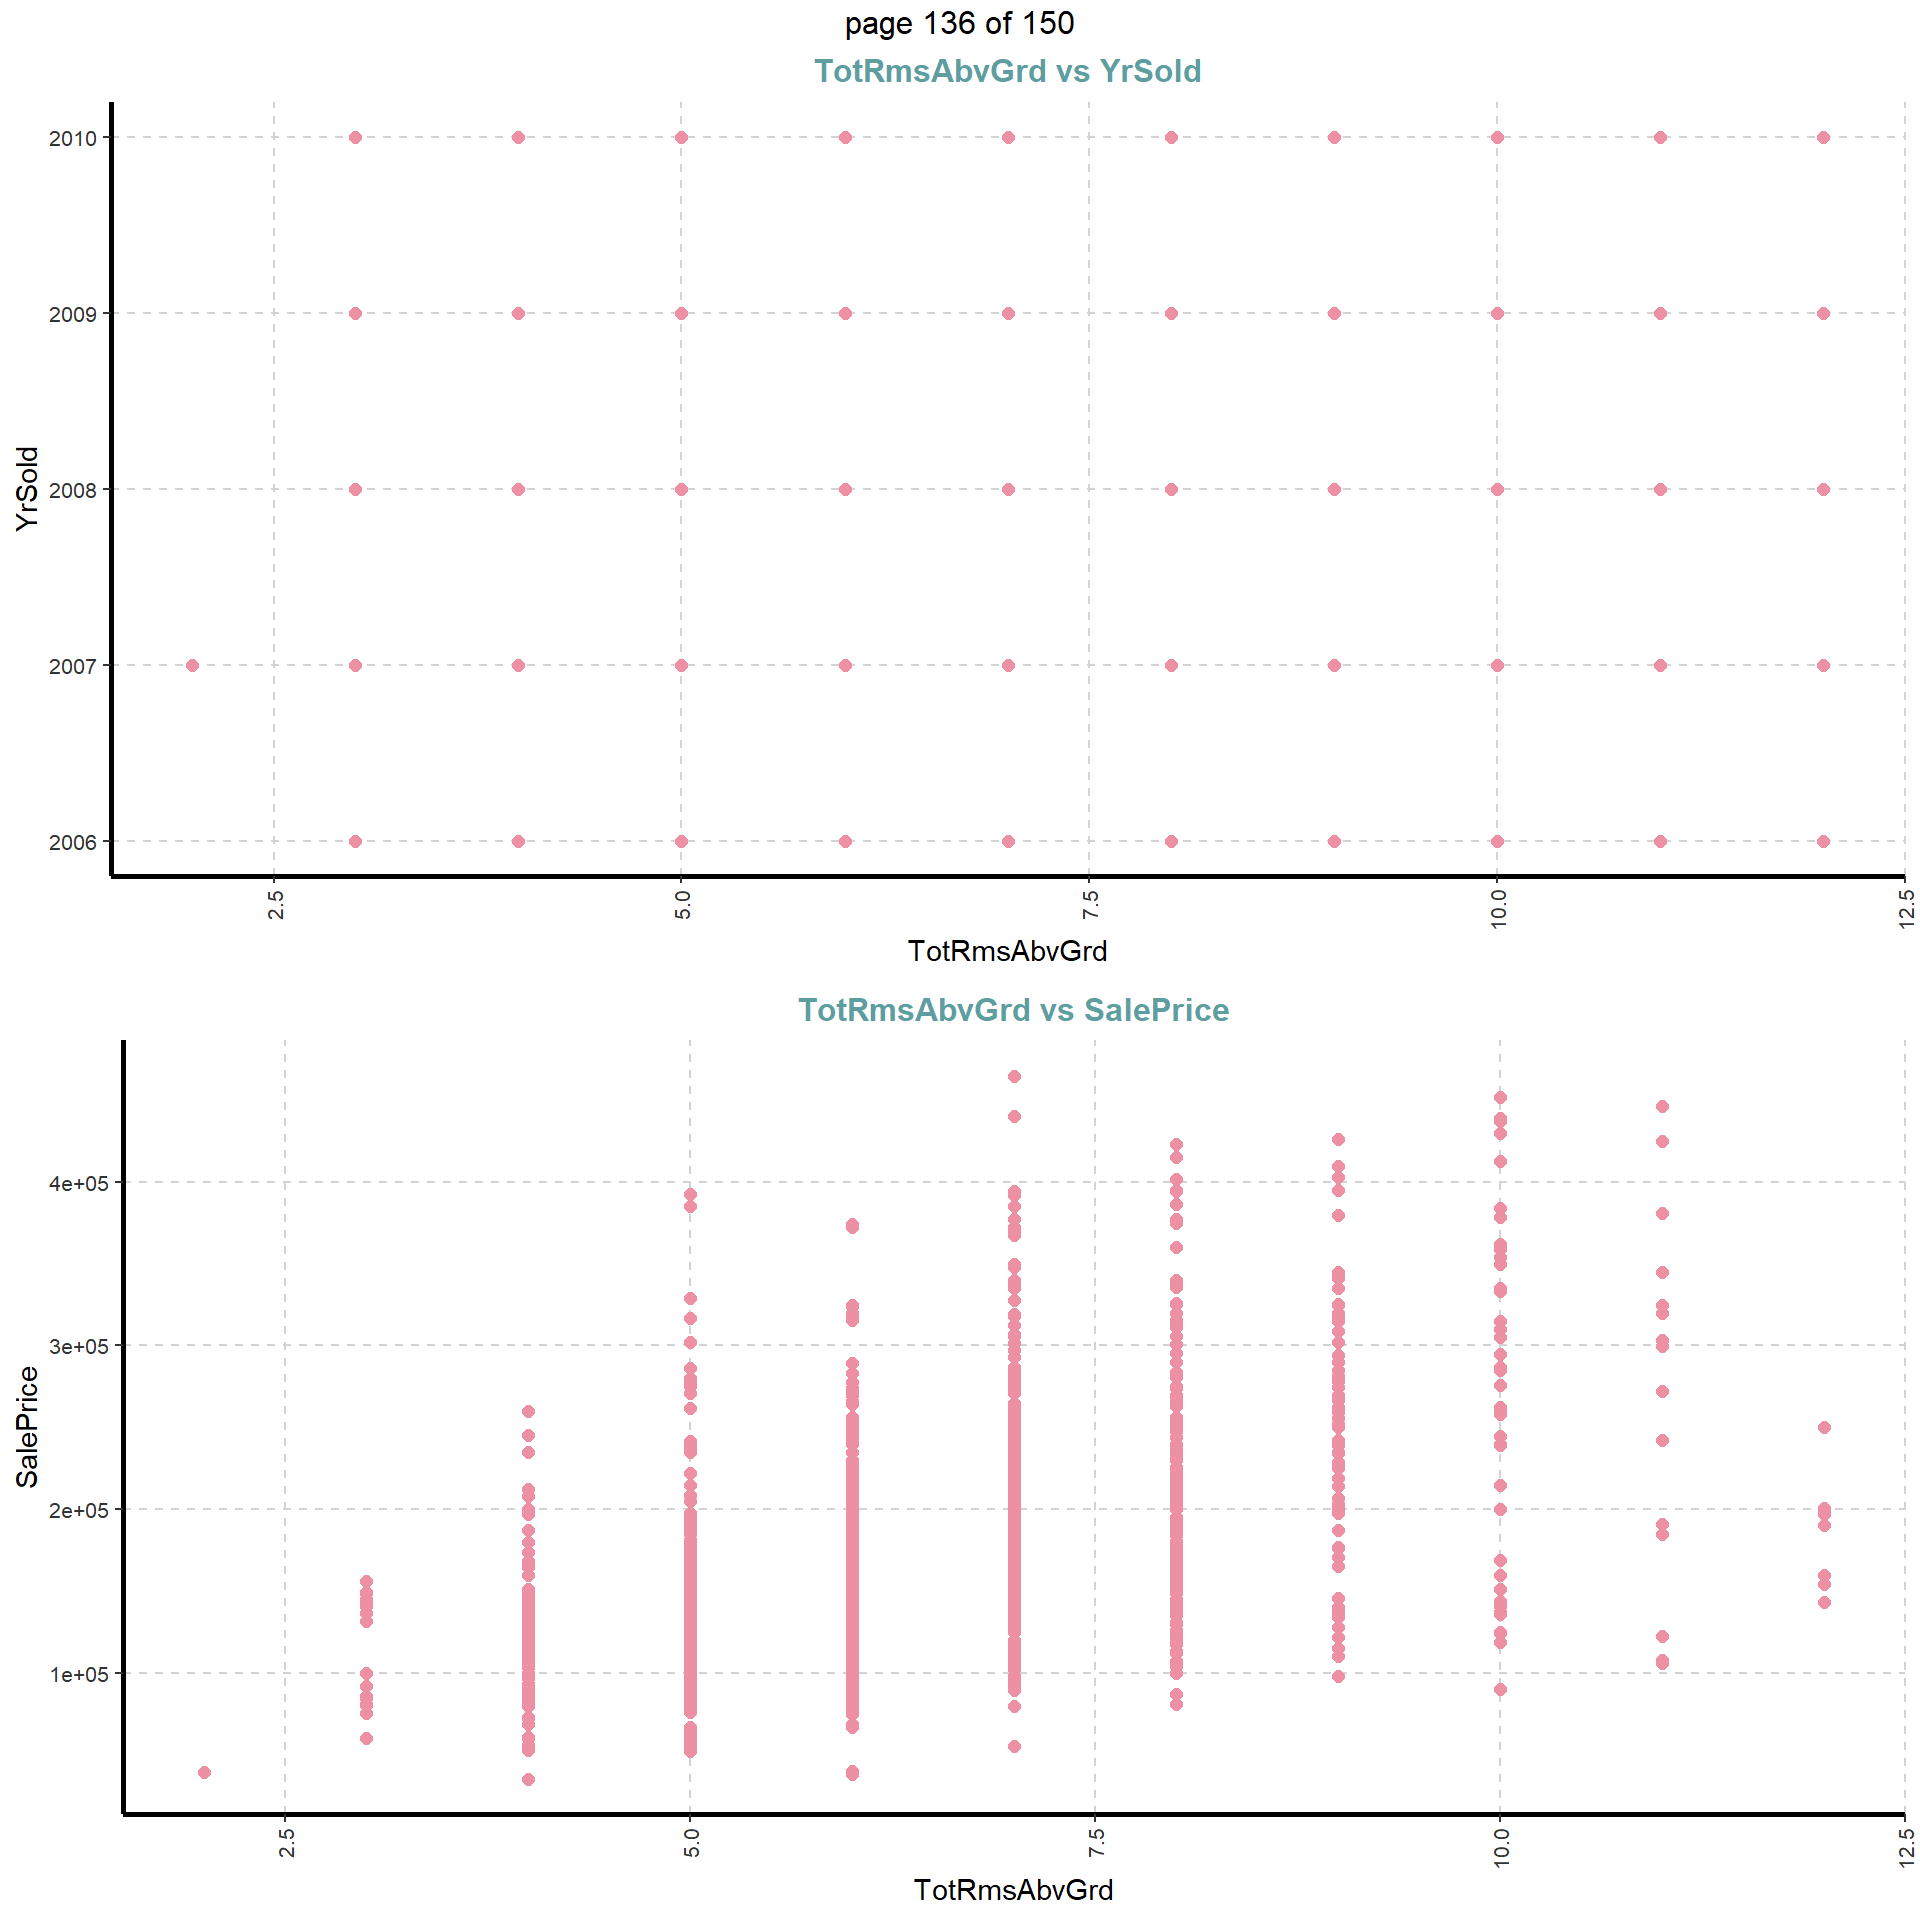 page 136 of 150
TotRmsAbvGrd vs YrSold
YrSold
2010
2009
2008
2007
2006
2.5 5.0 7.5 10.0 12.5
TotRmsAbvGrd
TotRmsAbvGrd vs SalePrice
SalePrice
4e+05
3e+05
2e+05
1e+05
2.5 5.0 7.5 10.0 12.5
TotRmsAbvGrd